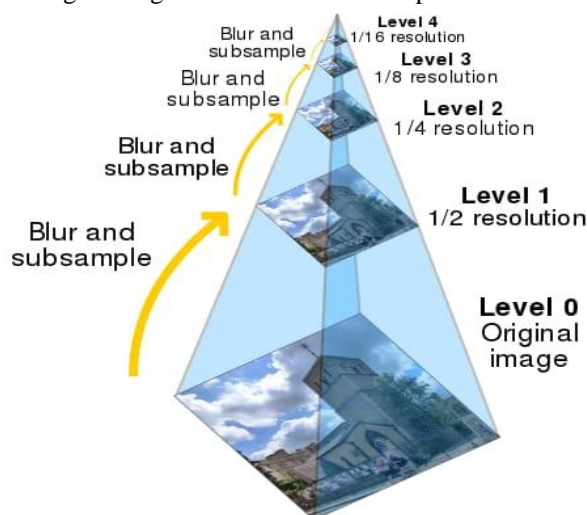 Level 4
1/16 resolution
Blur and
subsample
Level 3
1/8 resolution
Blur and
subsample
Level 2
1/4 resolution
Blur and
subsample
Level 1
1/2 resolution
Blur and
subsample
Level 0
Original
image